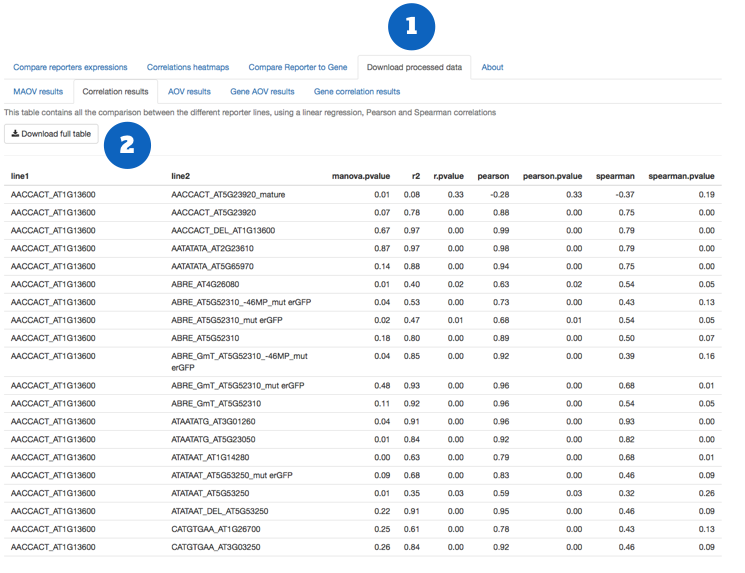 1
Compare reporters expressions Correlations heatmaps Compare Reporter to Gene Download processed data About
MAOV results Correlation results AOV results Gene AOV results Gene correlation results
This table contains all the comparison between the different reporter lines, using a linear regression, Pearson and Spearman correlations
Download full table
2
line1 line2 manova.pvalue r2 r.pvalue pearson pearson.pvalue spearman spearman.pvalue
AACCACT_AT1G13600 AACCACT_AT5G23920_mature 0.01 0.08 0.33 -0.28 0.33 -0.37 0.19
AACCACT_AT1G13600 AACCACT_AT5G23920 0.07 0.78 0.00 0.88 0.00 0.75 0.00
AACCACT_AT1G13600 AACCACT_DEL_AT1G13600 0.67 0.97 0.00 0.99 0.00 0.79 0.00
AACCACT_AT1G13600 AATATATA_AT2G23610 0.87 0.97 0.00 0.98 0.00 0.79 0.00
AACCACT_AT1G13600 AATATATA_AT5G65970 0.14 0.88 0.00 0.94 0.00 0.75 0.00
AACCACT_AT1G13600 ABRE_AT4G26080 0.01 0.40 0.02 0.63 0.02 0.54 0.05
AACCACT_AT1G13600 ABRE_AT5G52310_-46MP_mut erGFP 0.04 0.53 0.00 0.73 0.00 0.43 0.13
AACCACT_AT1G13600 ABRE_AT5G52310_mut erGFP 0.02 0.47 0.01 0.68 0.01 0.54 0.05
AACCACT_AT1G13600 ABRE_AT5G52310 0.18 0.80 0.00 0.89 0.00 0.50 0.07
AACCACT_AT1G13600 ABRE_GmT_AT5G52310_-46MP_mut 0.04 0.85 0.00 0.92 0.00 0.39 0.16
erGFP
AACCACT_AT1G13600 ABRE_GmT_AT5G52310_mut erGFP 0.48 0.93 0.00 0.96 0.00 0.68 0.01
AACCACT_AT1G13600 ABRE_GmT_AT5G52310 0.11 0.92 0.00 0.96 0.00 0.54 0.05
AACCACT_AT1G13600 ATAATATG_AT3G01260 0.04 0.91 0.00 0.96 0.00 0.93 0.00
AACCACT_AT1G13600 ATAATATG_AT5G23050 0.01 0.84 0.00 0.92 0.00 0.82 0.00
AACCACT_AT1G13600 ATATAAT_AT1G14280 0.00 0.63 0.00 0.79 0.00 0.68 0.01
AACCACT_AT1G13600 ATATAAT_AT5G53250_mut erGFP 0.09 0.68 0.00 0.83 0.00 0.46 0.09
AACCACT_AT1G13600 ATATAAT_AT5G53250 0.01 0.35 0.03 0.59 0.03 0.32 0.26
AACCACT_AT1G13600 ATATAAT_DEL_AT5G53250 0.22 0.91 0.00 0.95 0.00 0.46 0.09
AACCACT_AT1G13600 CATGTGAA_AT1G26700 0.25 0.61 0.00 0.78 0.00 0.43 0.13
AACCACT_AT1G13600 CATGTGAA_AT3G03250 0.26 0.84 0.00 0.92 0.00 0.46 0.09